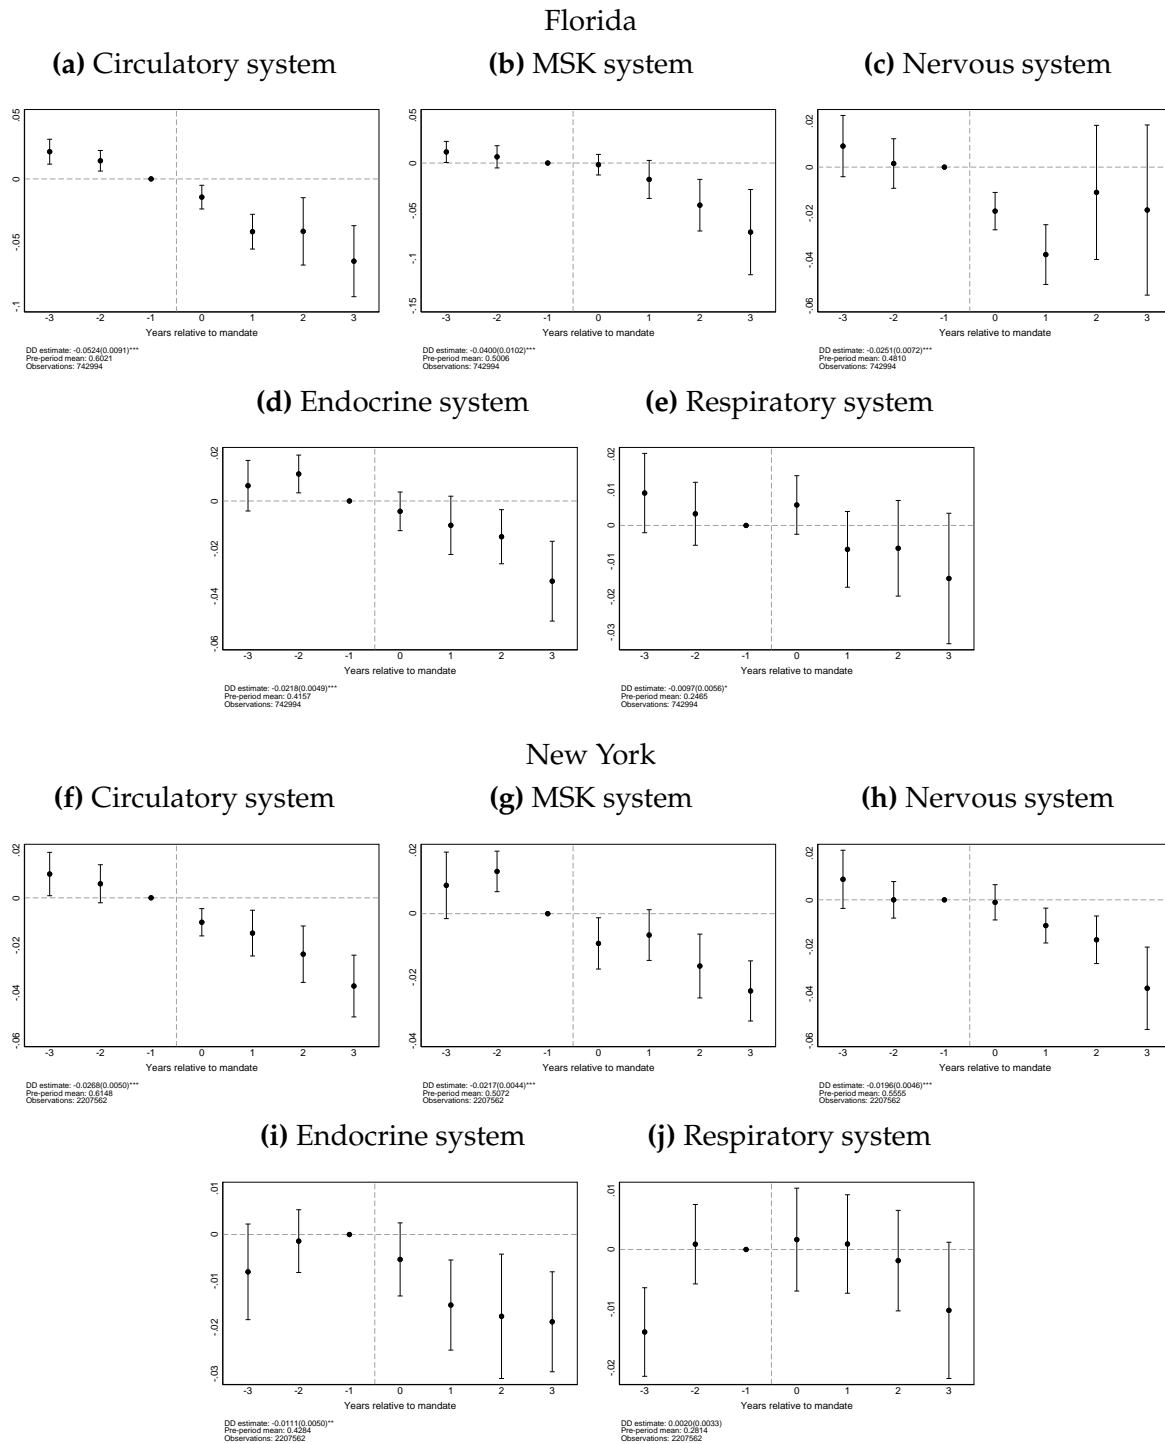 Florida
(a) Circulatory system
(b) MSK system
(c) Nervous system
.05
0
-.05
-.1
-3 -2 -1 0 1 2 3
Years relative to mandate
DD estimate: -0.0524(0.0091)***
Pre-period mean: 0.6021
Observations: 742994
.05
0
-.05
-.1
-.15
-3 -2 -1 0 1 2 3
Years relative to mandate
DD estimate: -0.0400(0.0102)***
Pre-period mean: 0.5006
Observations: 742994
.02
0
-.02
-.04
-.06
-3 -2 -1 0 1 2 3
Years relative to mandate
DD estimate: -0.0251(0.0072)***
Pre-period mean: 0.4810
Observations: 742994
(d) Endocrine system
(e) Respiratory system
.02
0
-.02
-.04
-.06
-3 -2 -1 0 1 2 3
Years relative to mandate
DD estimate: -0.0218(0.0049)***
Pre-period mean: 0.4157
Observations: 742994
.02
.01
0
-.01
-.02
-.03
-3 -2 -1 0 1 2 3
Years relative to mandate
DD estimate: -0.0097(0.0056)*
Pre-period mean: 0.2465
Observations: 742994
New York
(f) Circulatory system
(g) MSK system
(h) Nervous system
.02
0
-.02
-.04
-.06
-3 -2 -1 0 1 2 3
Years relative to mandate
DD estimate: -0.0268(0.0050)***
Pre-period mean: 0.6148
Observations: 2207562
.02
0
-.02
-.04
-3 -2 -1 0 1 2 3
Years relative to mandate
DD estimate: -0.0217(0.0044)***
Pre-period mean: 0.5072
Observations: 2207562
.02
0
-.02
-.04
-.06
-3 -2 -1 0 1 2 3
Years relative to mandate
DD estimate: -0.0196(0.0046)***
Pre-period mean: 0.5555
Observations: 2207562
(i) Endocrine system
(j) Respiratory system
.01
0
-.01
-.02
-.03
-3 -2 -1 0 1 2 3
Years relative to mandate
DD estimate: -0.0111(0.0050)**
Pre-period mean: 0.4284
Observations: 2207562
.01
0
-.01
-.02
-3 -2 -1 0 1 2 3
Years relative to mandate
DD estimate: 0.0020(0.0033)
Pre-period mean: 0.2814
Observations: 2207562